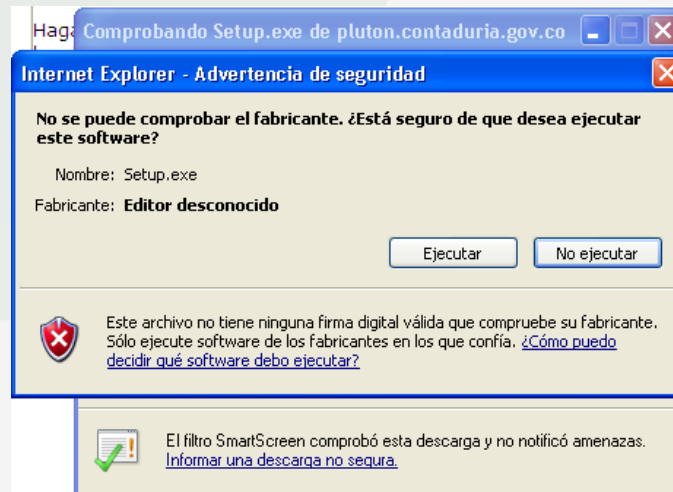 Haga
Comprobando Setup.exe de pluton.contaduria.gov.co
Internet Explorer - Advertencia de seguridad
No se puede comprobar el fabricante. ¿Está seguro de que desea ejecutar
este software?
Nombre: Setup.exe
Fabricante: Editor desconocido
Ejecutar
No ejecutar
Este archivo no tiene ninguna firma digital válida que compruebe su fabricante.
Sólo ejecute software de los fabricantes en los que confía. ¿Cómo puedo
decidir qué software debo ejecutar?
El filtro SmartScreen comprobó esta descarga y no notificó amenazas.
Informar una descarga no segura.